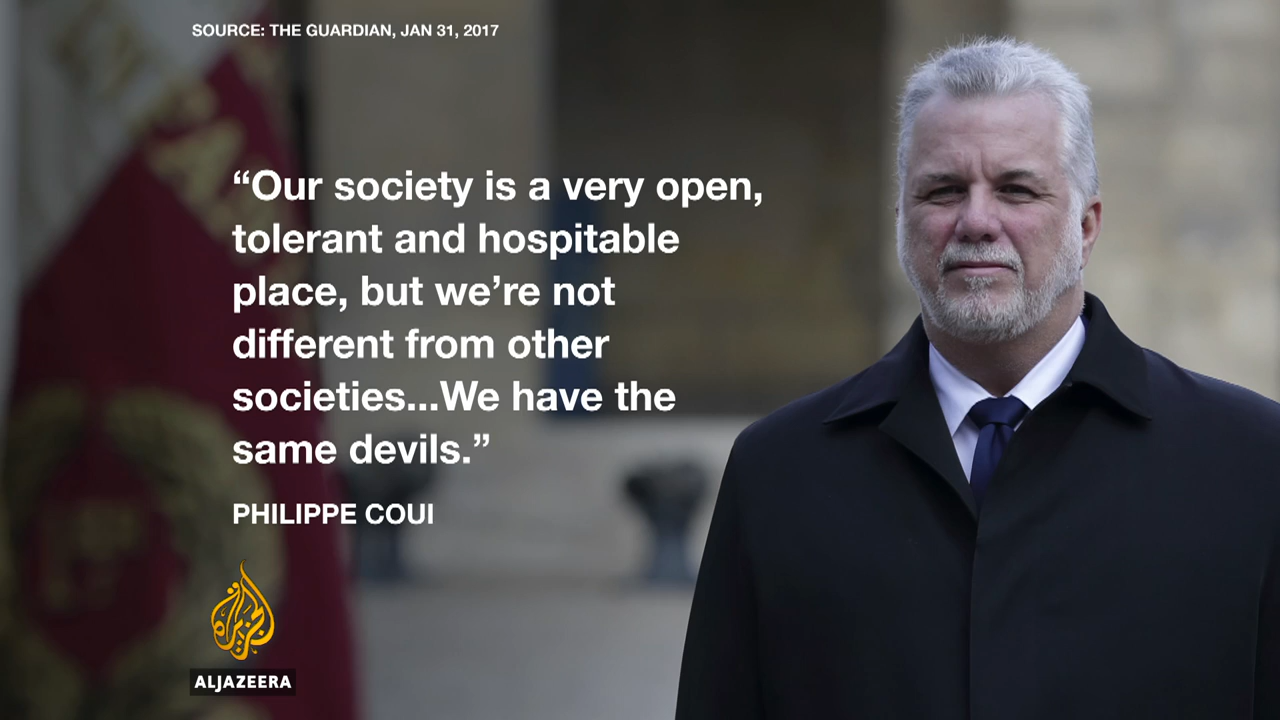 SOURCE: THE GUARDIAN, JAN 31, 2017
“Our society is a very open,
tolerant and hospitable
place, but we’re not
different from other
societies...We have the
same devils.”
PHILIPPE COUI
الجزيرة
ALJAZEERA